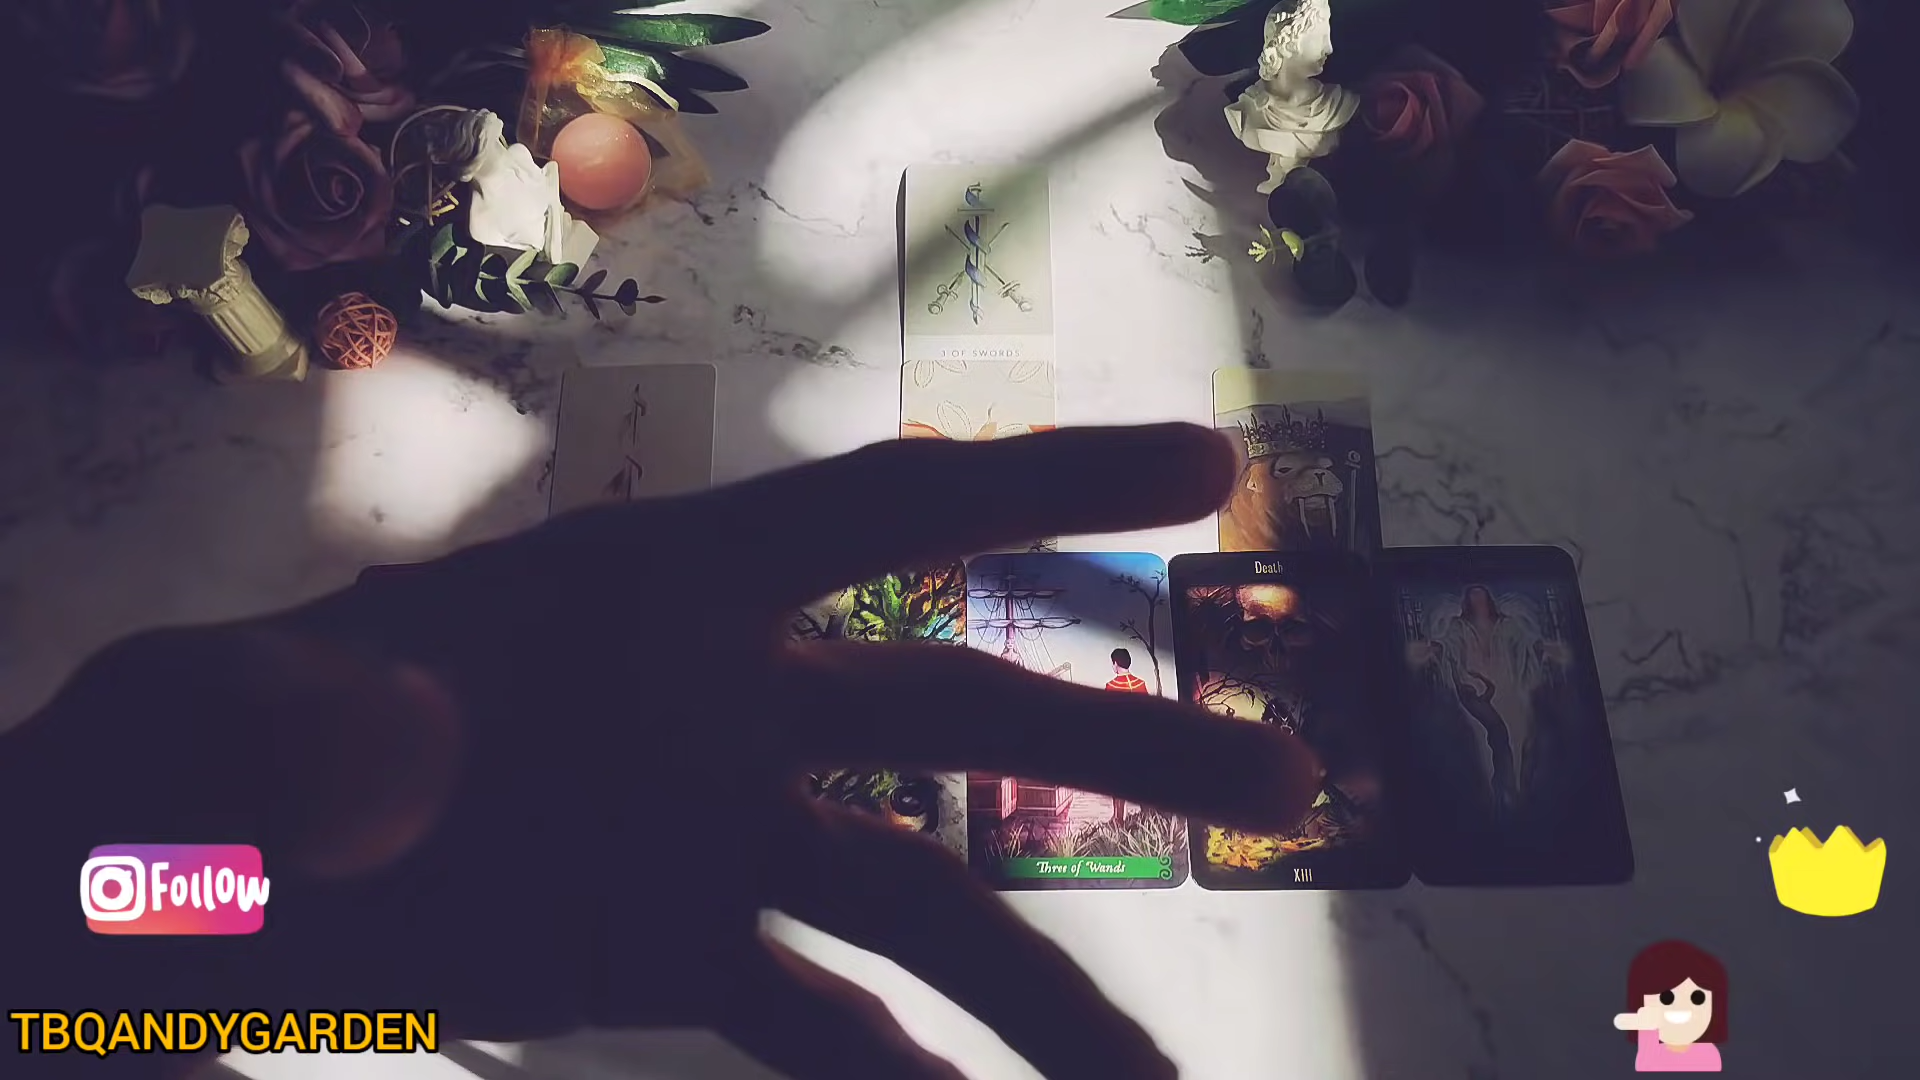 3 OF SWORDS
Death
Three of Wands
XIII
Follow
TBQANDYGARDEN